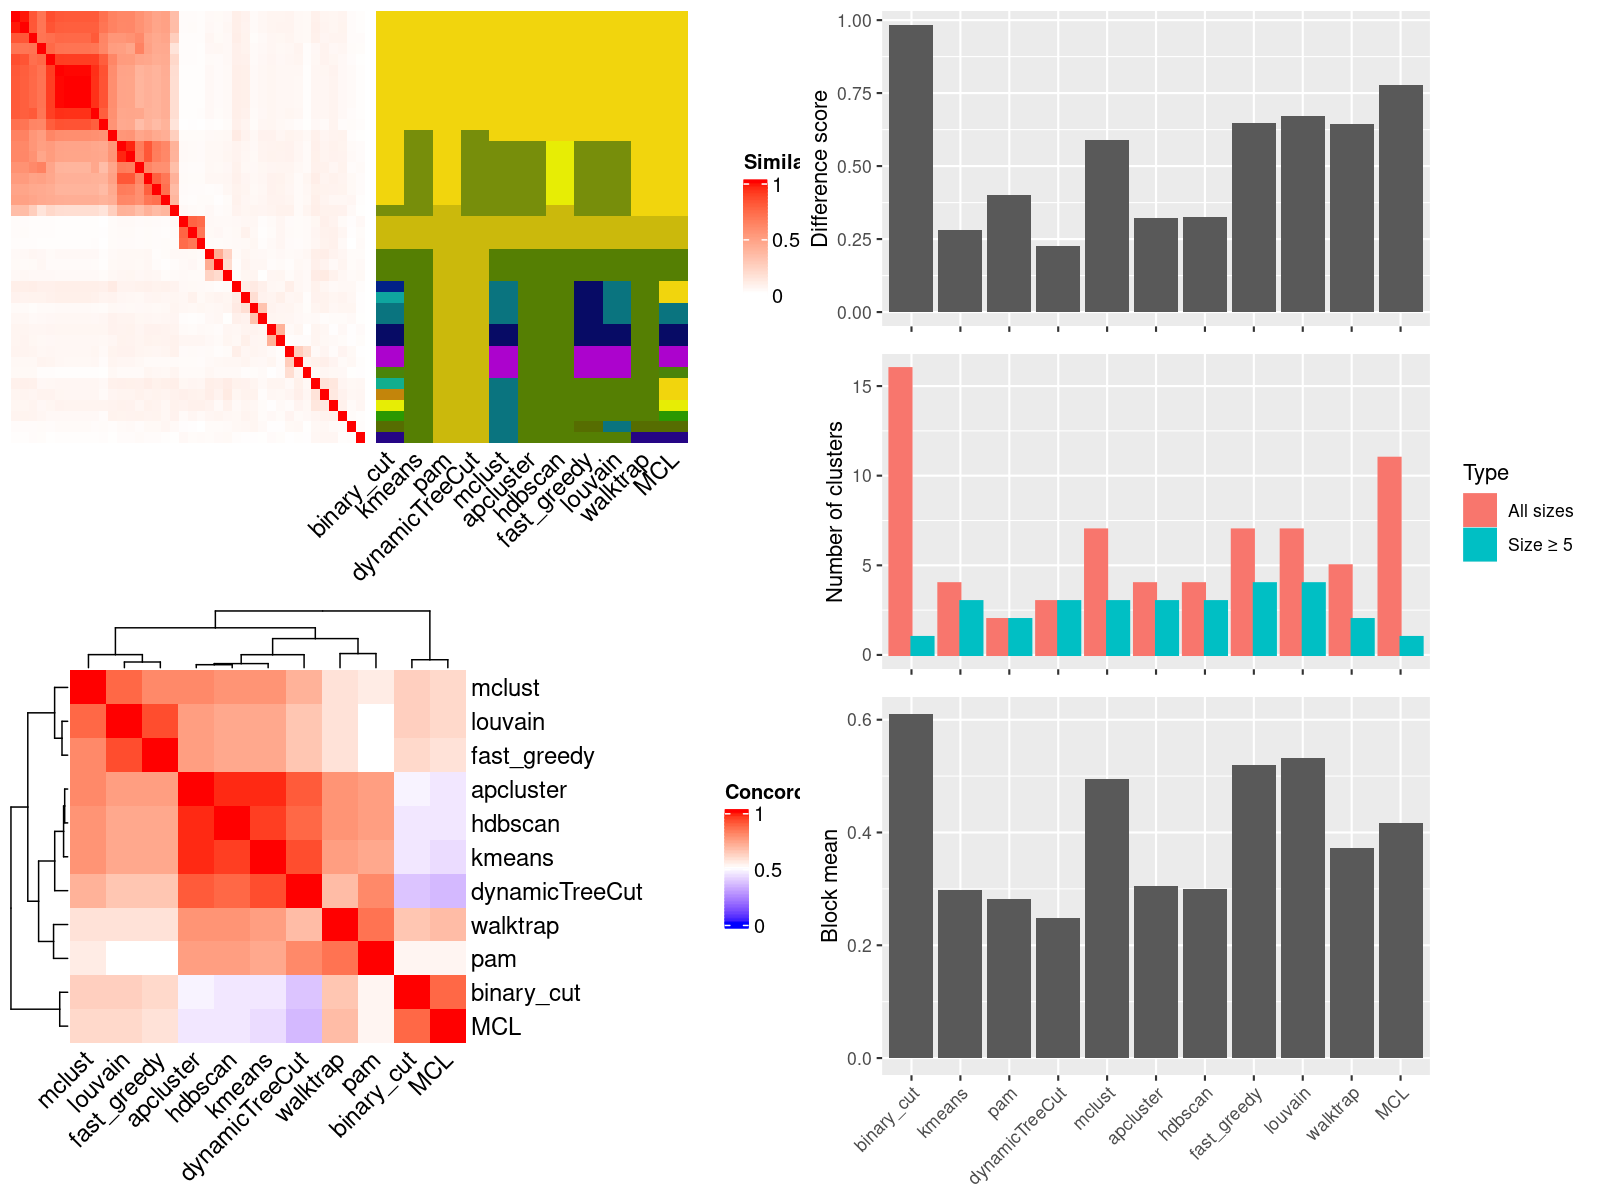 Simila
1
0.5
0
binary_cut
kmeans
pam
dynamicTreeCut
mclust
apcluster
hdbscan
fast_greedy
louvain
walktrap
MCL
mclust
louvain
fast_greedy
apcluster
hdbscan
kmeans
dynamicTreeCut
walktrap
pam
binary_cut
MCL
mclust
louvain
fast_greedy
apcluster
hdbscan
kmeans
dynamicTreeCut
walktrap
pam
binary_cut
MCL
Concord
1
0.5
0
Difference score
1.00
0.75
0.50
0.25
0.00
Number of clusters
15
10
5
0
Type
All sizes
Size ≥ 5
Block mean
0.6
0.4
0.2
0.0
binary_cut
kmeans
pam
dynamicTreeCut
mclust
apcluster
hdbscan
fast_greedy
louvain
walktrap
MCL